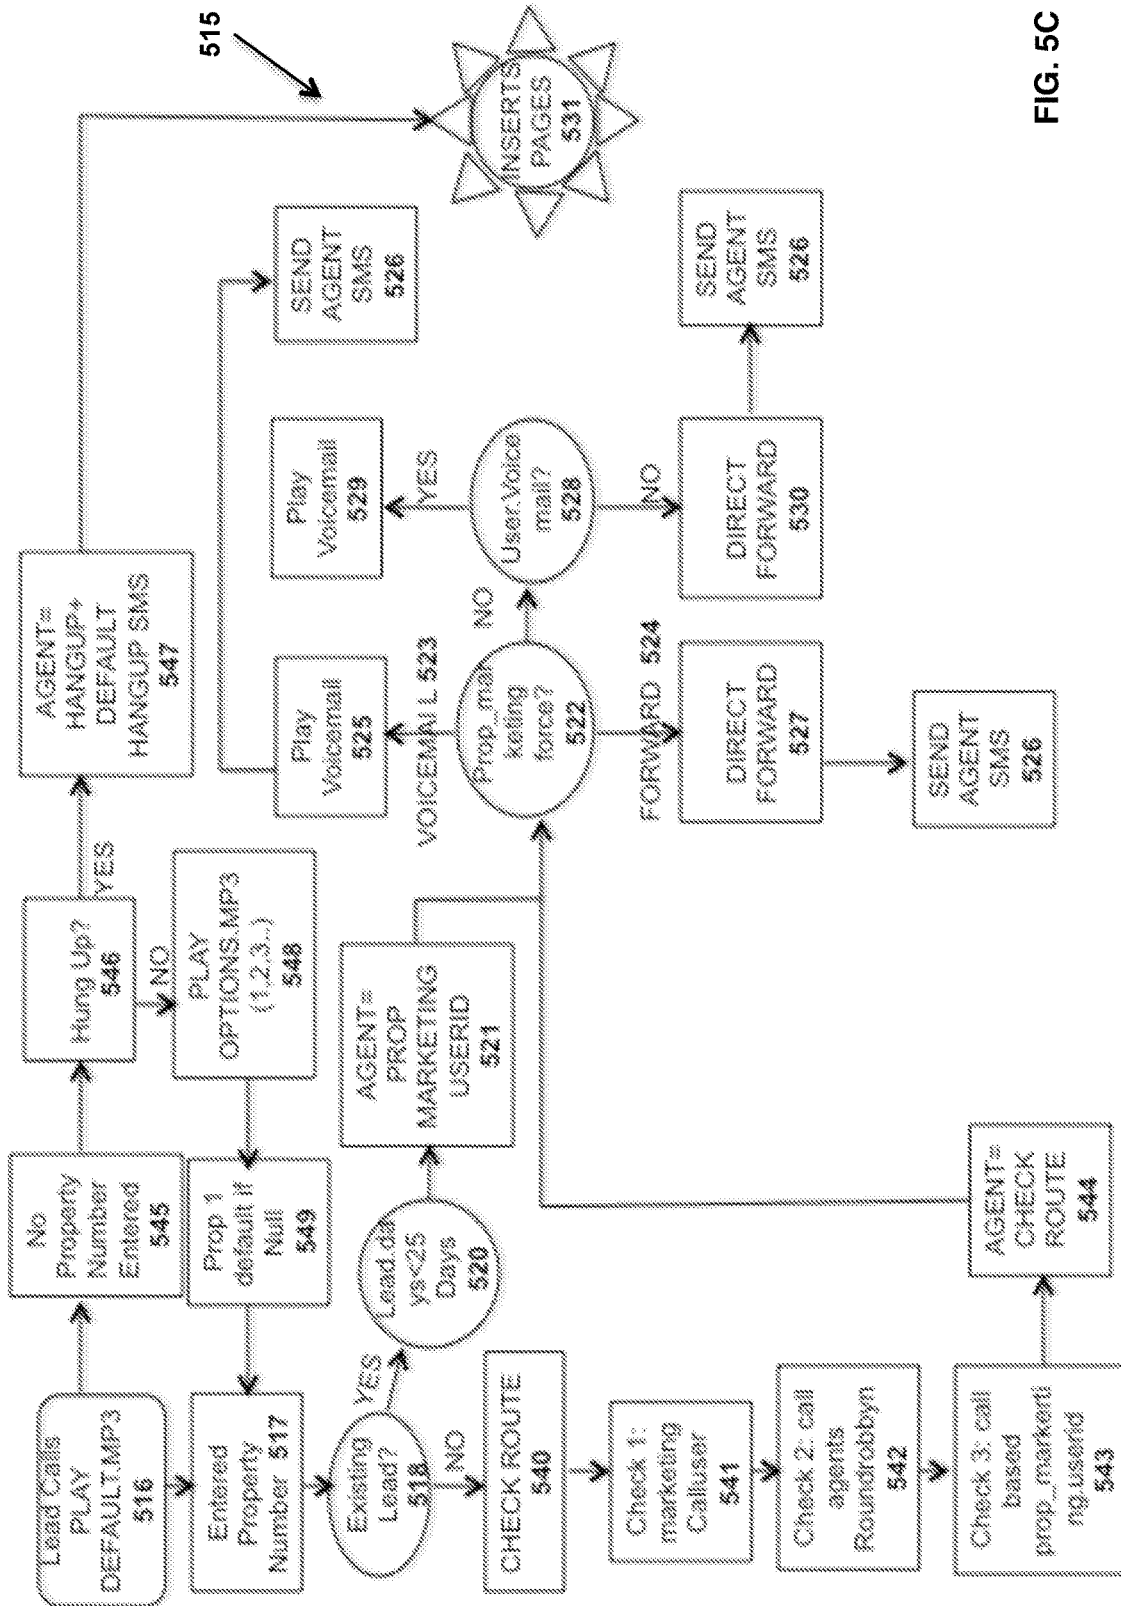 515
FIG. 5C
Lead Calls
PLAY
DEFAULT.MP3
516
No
Property
Number
Entered
545
Hung Up?
546
YES
NO
AGENT=
HANGUP+
DEFAULT
HANGUP SMS
547
INSERTS
PAGES
531
PLAY
OPTIONS.MP3
(1,2,3..)
548
Prop 1
default if
Null
549
Entered
Property
Number 517
Existing
Lead?
518
YES
NO
Lead.da
ys<25
Days
520
AGENT=
PROP
MARKETING
USERID
521
Prop_mar
keting
force?
522
VOICEMAIL 523
Play
Voicemail
525
SEND
AGENT
SMS
526
FORWARD 524
DIRECT
FORWARD
527
SEND
AGENT
SMS
526
NO
User.Voice
mail?
528
YES
Play
Voicemail
529
NO
DIRECT
FORWARD
530
SEND
AGENT
SMS
526
CHECK ROUTE
540
Check 1:
marketing
Calluser
541
Check 2: call
agents
Roundrobbyn
542
Check 3: call
based
prop_markerti
ng.userid
543
AGENT=
CHECK
ROUTE
544